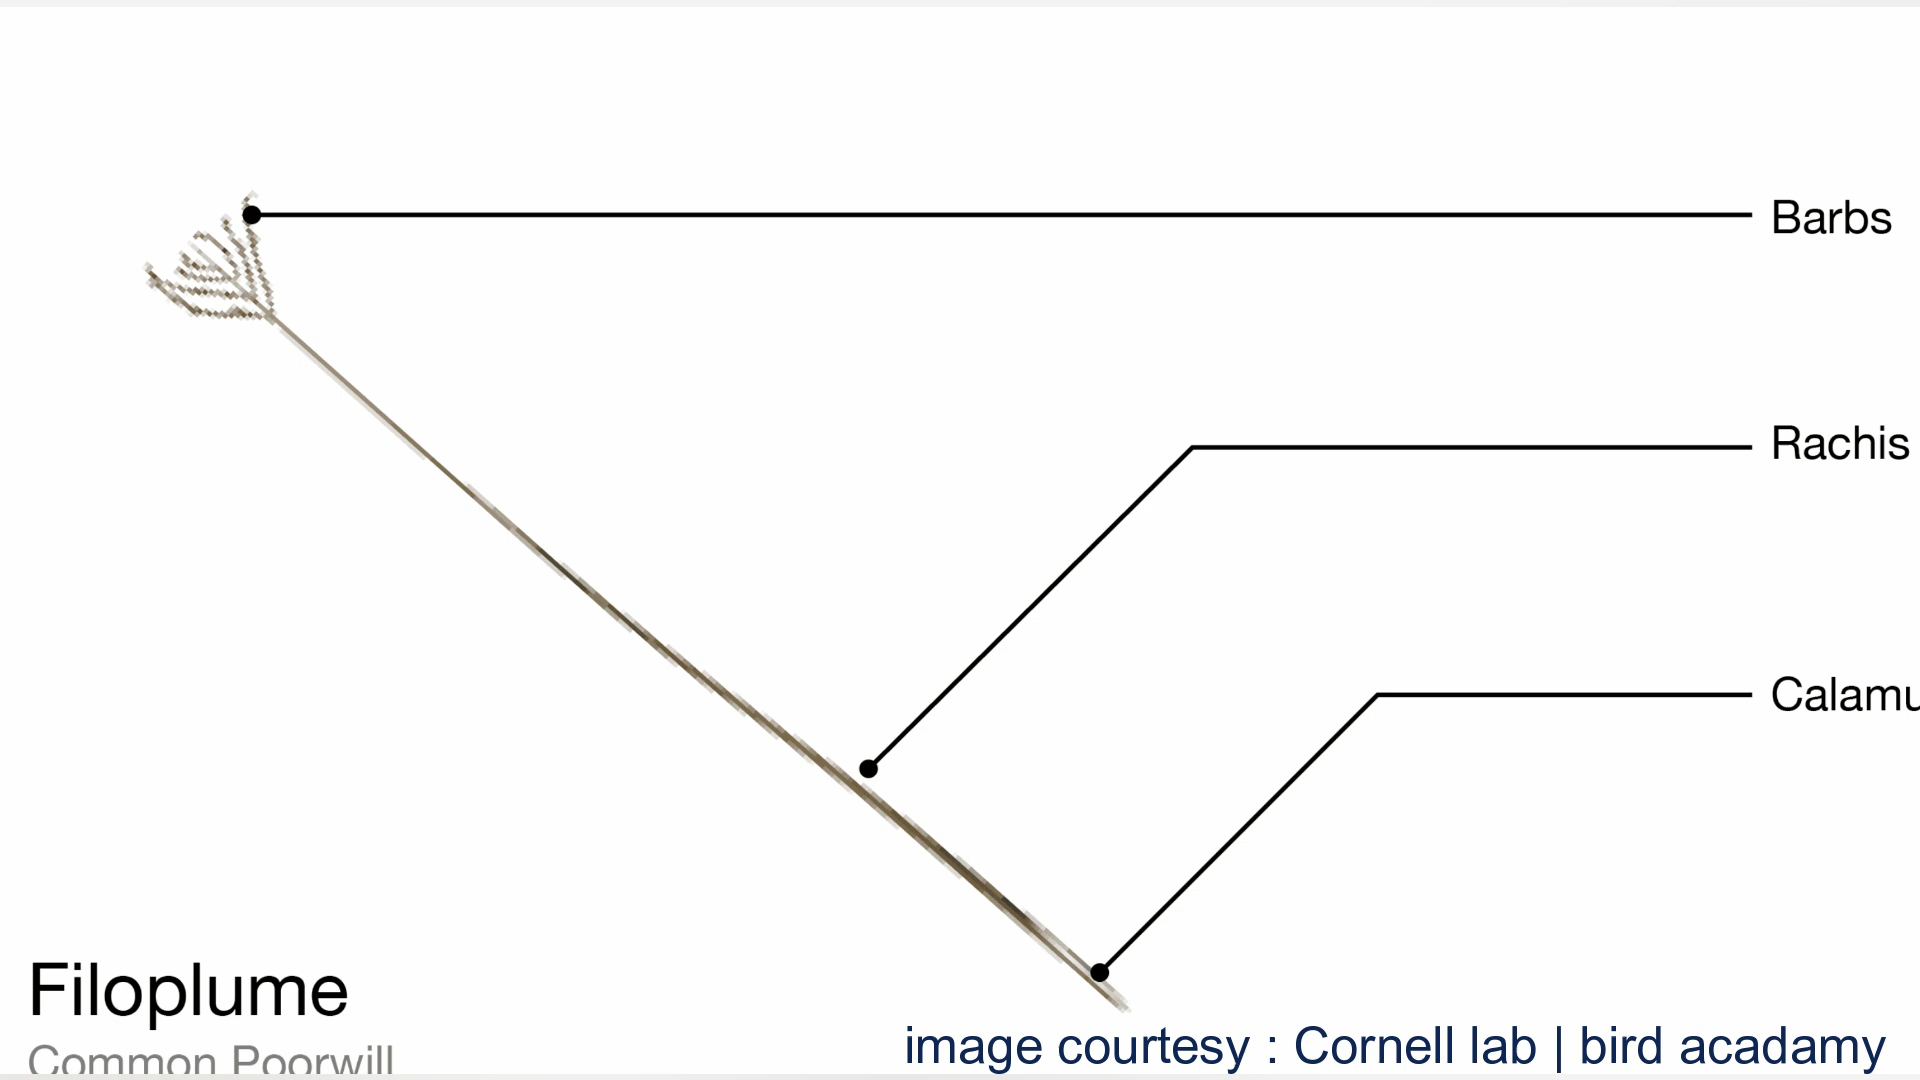 Barbs
Rachis
Calamu
Filoplume
Common Poorwill
image courtesy : Cornell lab | bird acadamy